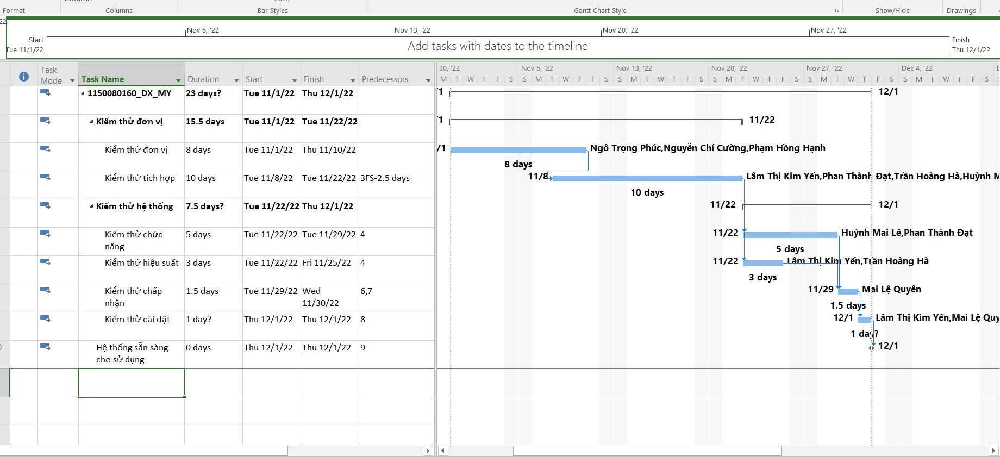 Format
Columns
Bar Styles
Gantt Chart Style
Show/Hide
Drawings
22
Nov 6, '22
Nov 13, '22
Nov 20, '22
Nov 27, '22
Start
Tue 11/1/22
Add tasks with dates to the timeline
Finish
Thu 12/1/22
Task Mode
Task Name
Duration
Start
Finish
Predecessors
30, '22
Nov 6, '22
Nov 13, '22
Nov 20, '22
Nov 27, '22
Dec 4, '22
M T W T F S S M T W T F S S M T W T F S S M T W T F S S M T W T F S S M T W T F S
1150080160_DX_MY 23 days? Tue 11/1/22 Thu 12/1/22
/1 12/1
Kiểm thử đơn vị 15.5 days Tue 11/1/22 Tue 11/22/22
/1 11/22
Kiểm thử đơn vị 8 days Tue 11/1/22 Thu 11/10/22
/1 Ngô Trọng Phúc,Nguyễn Chí Cường,Phạm Hồng Hạnh
8 days
Kiểm thử tích hợp 10 days Tue 11/8/22 Tue 11/22/22 3FS-2.5 days
11/8 Lâm Thị Kim Yến,Phan Thành Đạt,Trần Hoàng Hà,Huỳnh M
10 days
Kiểm thử hệ thống 7.5 days? Tue 11/22/22 Thu 12/1/22
11/22 12/1
Kiểm thử chức năng 5 days Tue 11/22/22 Tue 11/29/22 4
11/22 Huỳnh Mai Lê,Phan Thành Đạt
5 days
Kiểm thử hiệu suất 3 days Tue 11/22/22 Fri 11/25/22 4
11/22 Lâm Thị Kim Yến,Trần Hoàng Hà
3 days
Kiểm thử chấp nhận 1.5 days Tue 11/29/22 Wed 11/30/22 6,7
11/29 Mai Lệ Quyên
1.5 days
Kiểm thử cài đặt 1 day? Thu 12/1/22 Thu 12/1/22 8
12/1 Lâm Thị Kim Yến,Mai Lệ Quy
1 day?
Hệ thống sẵn sàng cho sử dụng 0 days Thu 12/1/22 Thu 12/1/22 9
12/1